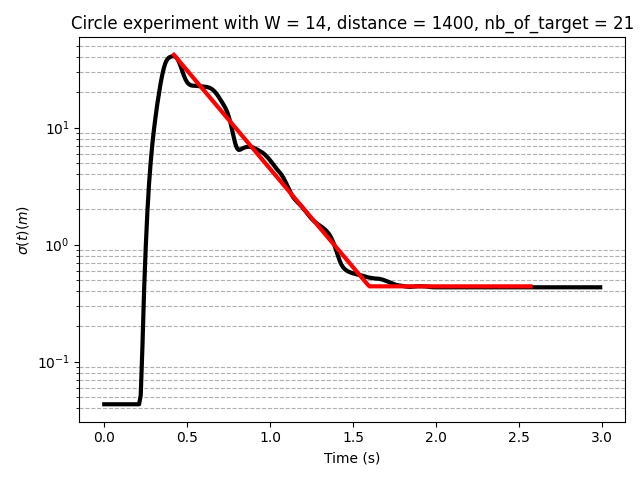 Circle experiment with W = 14, distance = 1400, nb_of_target = 21
σ(t)(m)
10¹
10⁰
10⁻¹
0.0 0.5 1.0 1.5 2.0 2.5 3.0
Time (s)